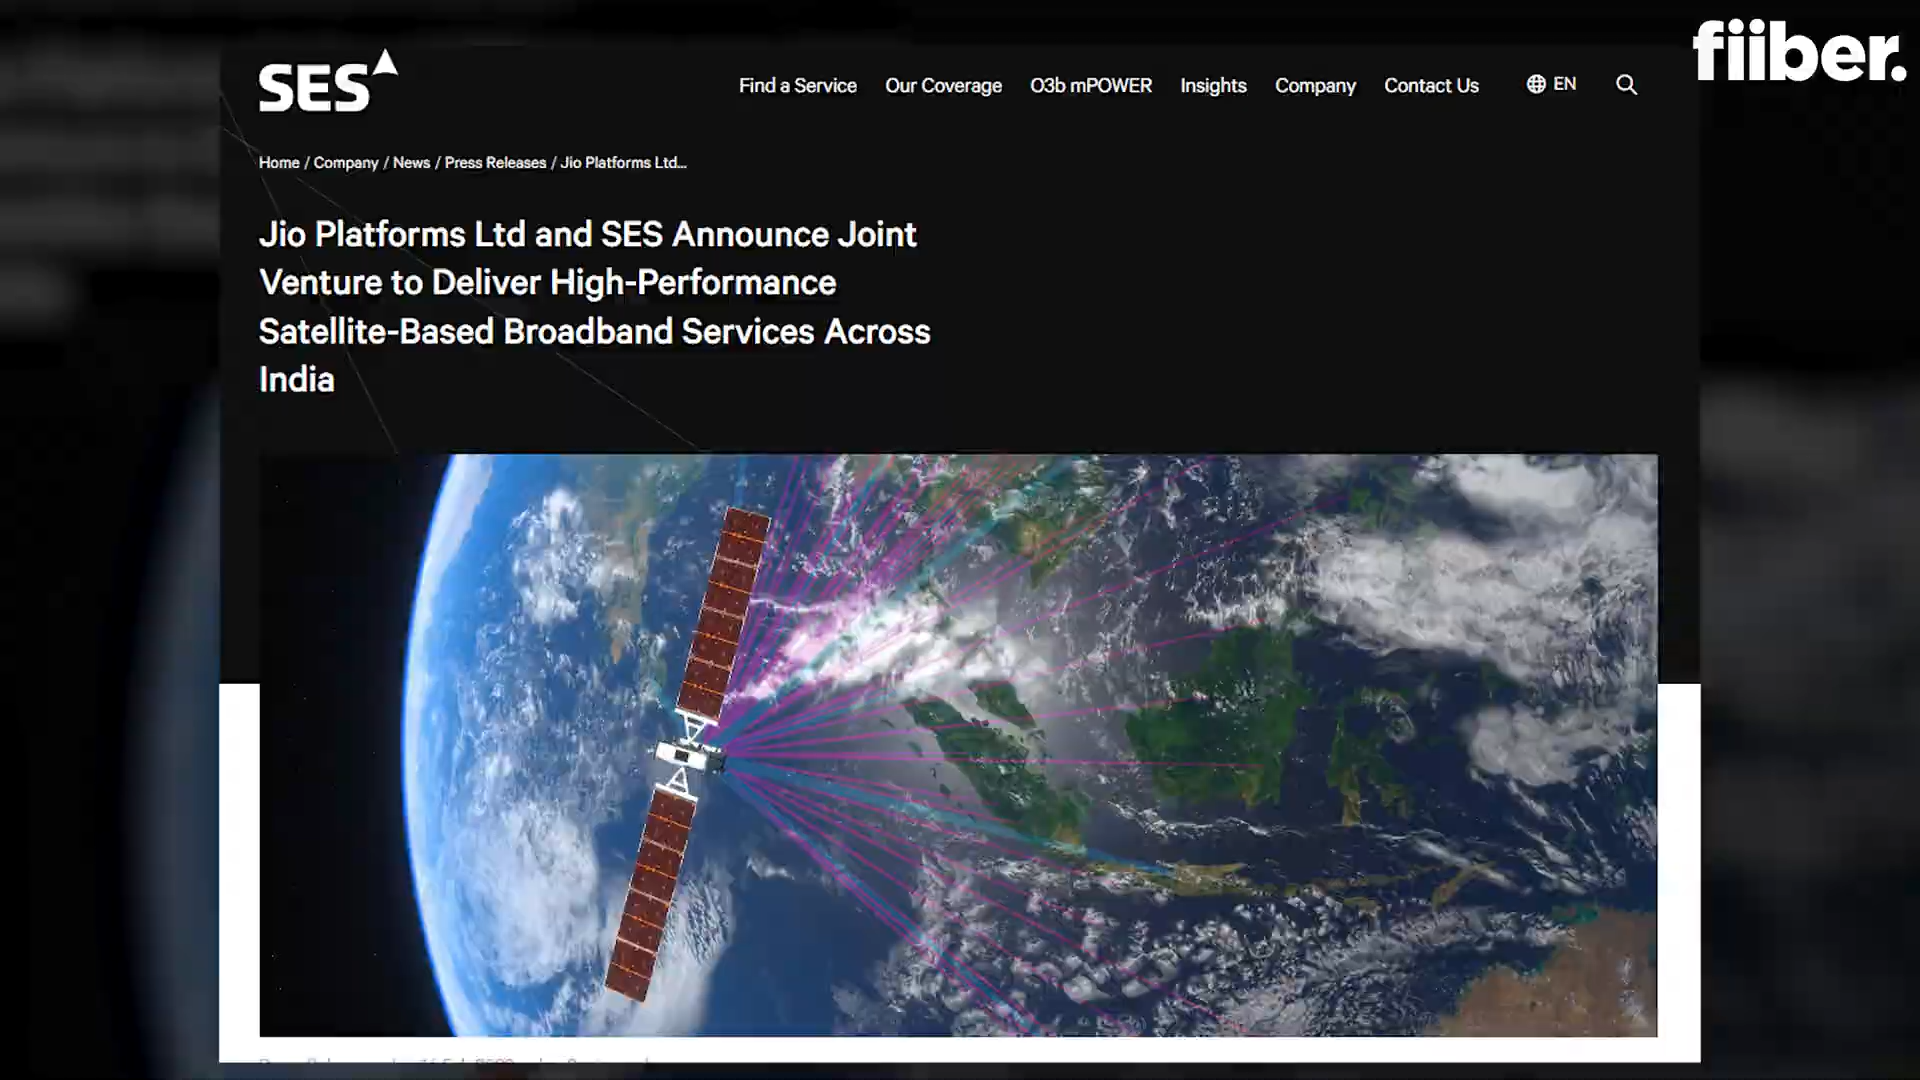 fiiber.
SES
Find a Service Our Coverage O3b mPOWER Insights Company Contact Us EN
Home / Company / News / Press Releases / Jio Platforms Ltd...
Jio Platforms Ltd and SES Announce Joint
Venture to Deliver High-Performance
Satellite-Based Broadband Services Across
India